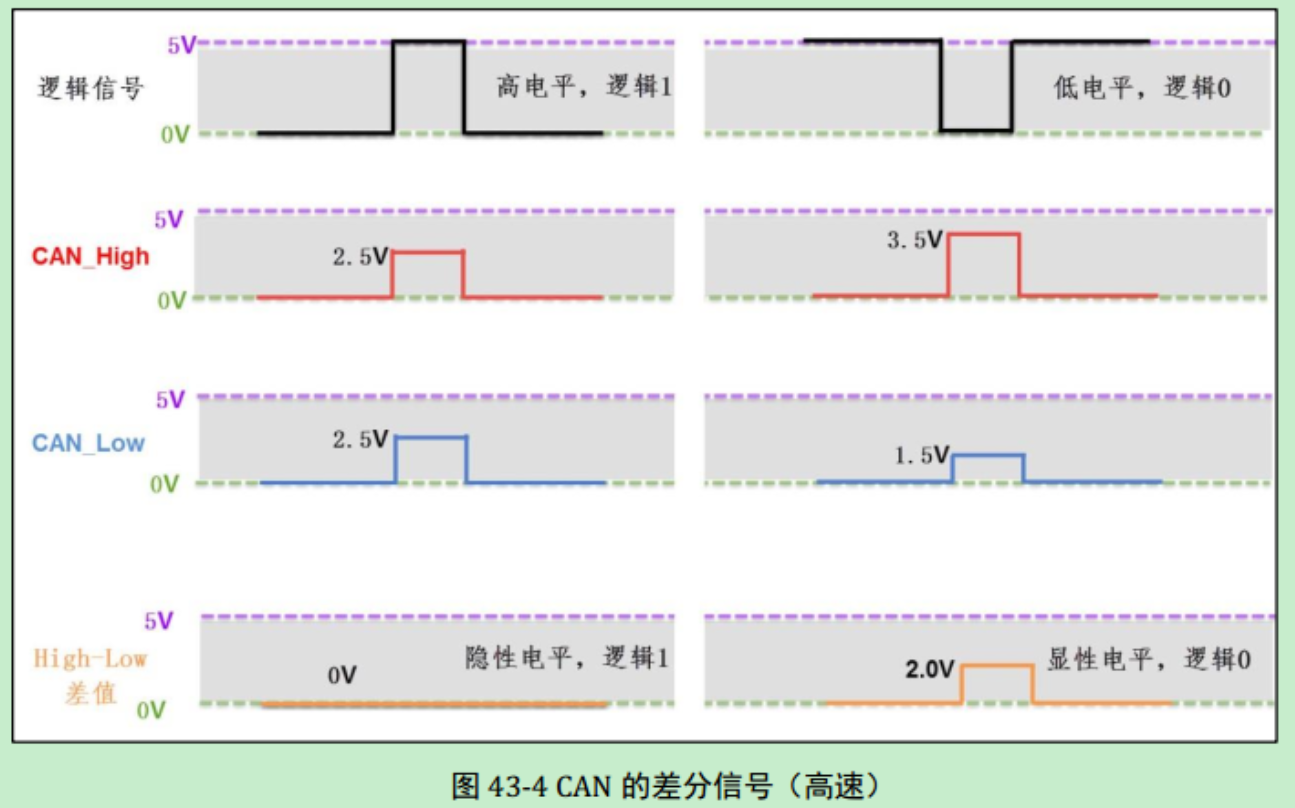 5V
逻辑信号
高电平，逻辑1
低电平，逻辑0
0V
5V
CAN_High
2.5V
3.5V
0V
5V
CAN_Low
2.5V
1.5V
0V
5V
High-Low
差值
0V
隐性电平，逻辑1
2.0V
显性电平，逻辑0
0V
图 43-4 CAN 的差分信号（高速）